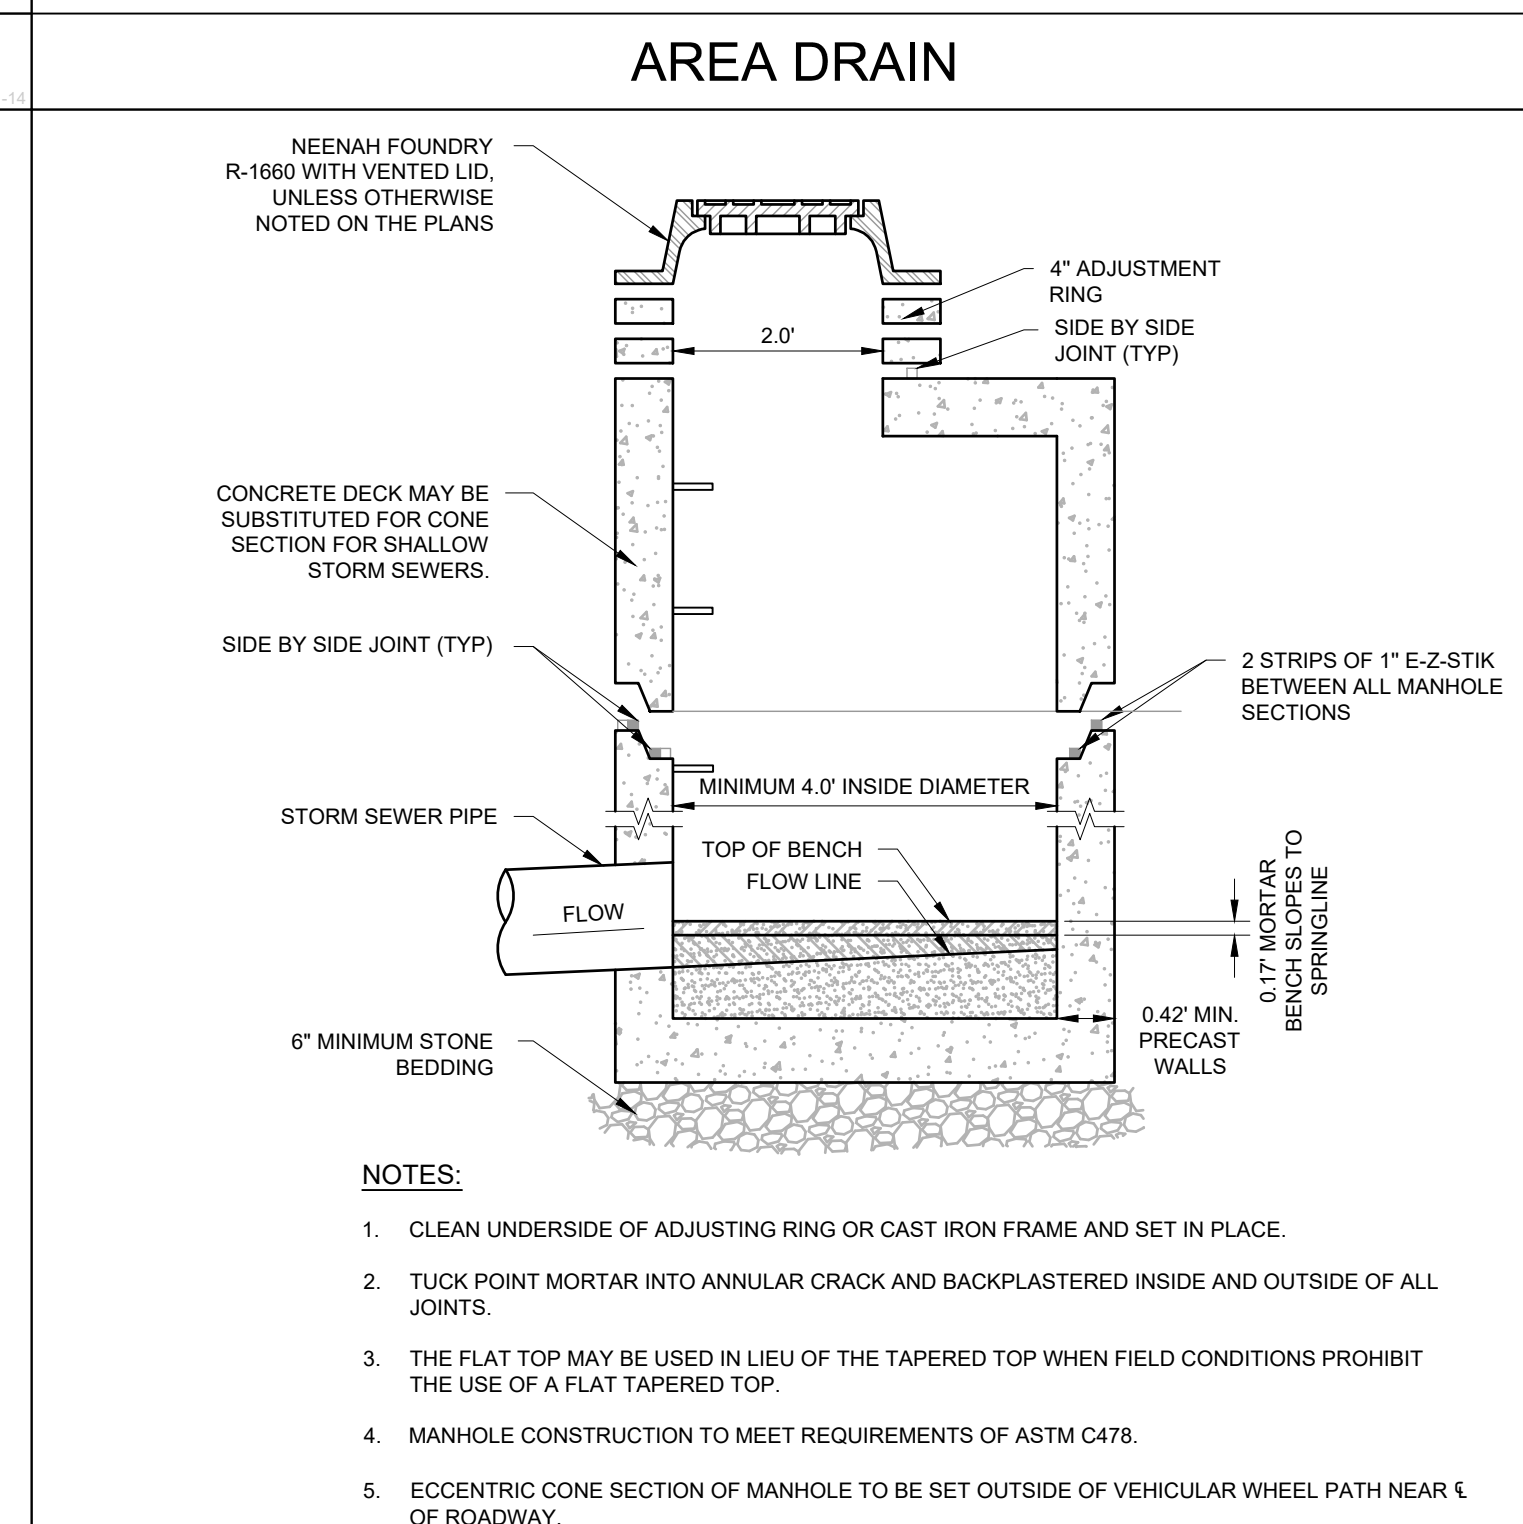 AREA DRAIN
-14
NEENAH FOUNDRY
R-1660 WITH VENTED LID,
UNLESS OTHERWISE
NOTED ON THE PLANS
4" ADJUSTMENT
RING
SIDE BY SIDE
JOINT (TYP)
2.0'
CONCRETE DECK MAY BE
SUBSTITUTED FOR CONE
SECTION FOR SHALLOW
STORM SEWERS.
SIDE BY SIDE JOINT (TYP)
2 STRIPS OF 1" E-Z-STIK
BETWEEN ALL MANHOLE
SECTIONS
MINIMUM 4.0' INSIDE DIAMETER
STORM SEWER PIPE
TOP OF BENCH
FLOW LINE
FLOW
0.17' MORTAR
BENCH SLOPES TO
SPRINGLINE
0.42' MIN.
PRECAST
WALLS
6" MINIMUM STONE
BEDDING
NOTES:
1. CLEAN UNDERSIDE OF ADJUSTING RING OR CAST IRON FRAME AND SET IN PLACE.
2. TUCK POINT MORTAR INTO ANNULAR CRACK AND BACKPLASTERED INSIDE AND OUTSIDE OF ALL
JOINTS.
3. THE FLAT TOP MAY BE USED IN LIEU OF THE TAPERED TOP WHEN FIELD CONDITIONS PROHIBIT
THE USE OF A FLAT TAPERED TOP.
4. MANHOLE CONSTRUCTION TO MEET REQUIREMENTS OF ASTM C478.
5. ECCENTRIC CONE SECTION OF MANHOLE TO BE SET OUTSIDE OF VEHICULAR WHEEL PATH NEAR ℄
OF ROADWAY.